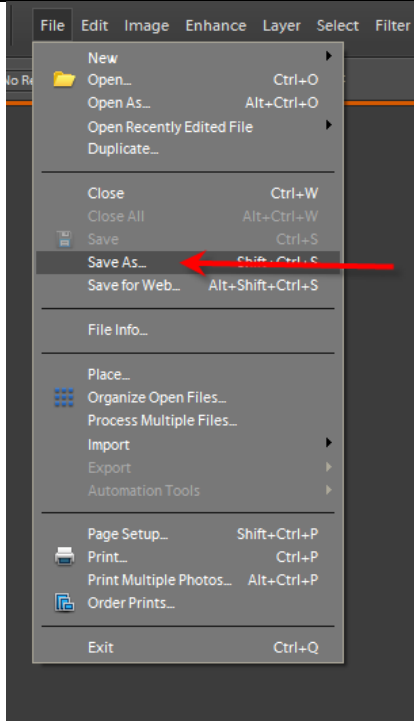 File Edit Image Enhance Layer Select Filter
New
No Re
Open... Ctrl+O
Open As... Alt+Ctrl+O
Open Recently Edited File
Duplicate...
Close Ctrl+W
Close All Alt+Ctrl+W
Save Ctrl+S
Save As... Shift+Ctrl+S
Save for Web... Alt+Shift+Ctrl+S
File Info...
Place...
Organize Open Files...
Process Multiple Files...
Import
Export
Automation Tools
Page Setup... Shift+Ctrl+P
Print... Ctrl+P
Print Multiple Photos... Alt+Ctrl+P
Order Prints...
Exit Ctrl+Q